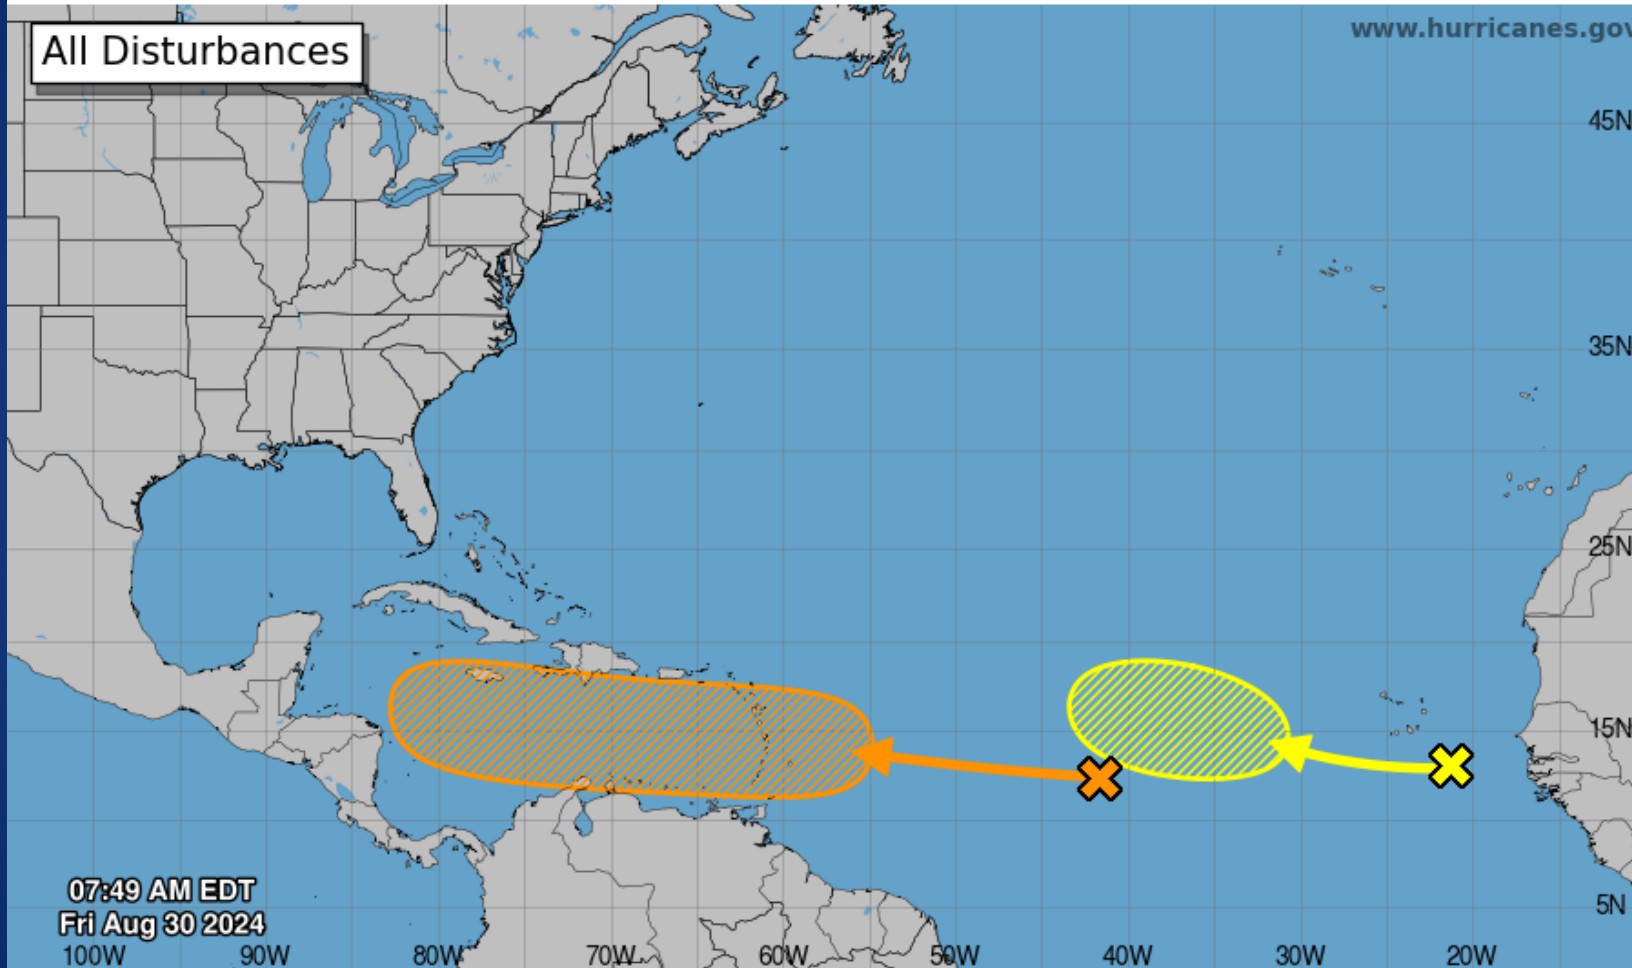 All Disturbances
www.hurricanes.gov
45N
35N
25N
15N
5N
07:49 AM EDT
Fri Aug 30 2024
100W 90W 80W 70W 60W 50W 40W 30W 20W